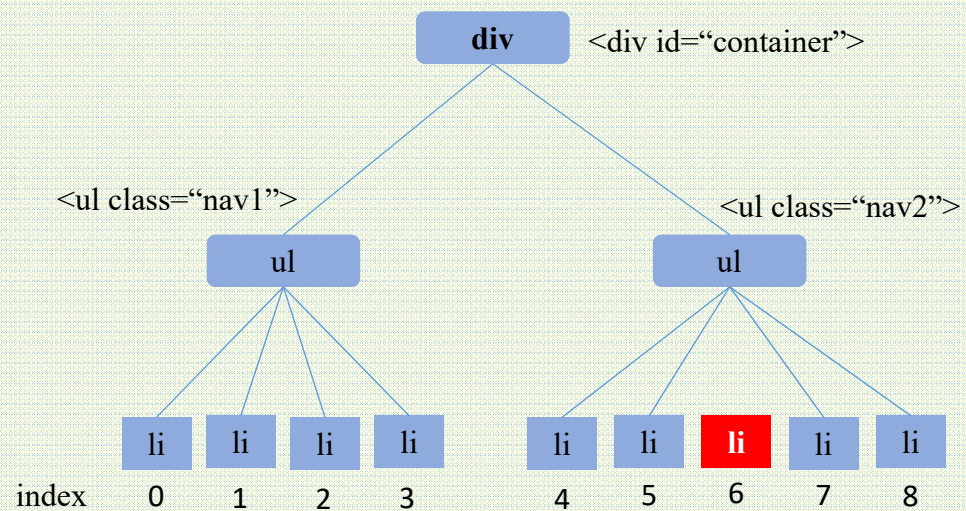 div <div id=“container”>
<ul class=“nav1”>
<ul class=“nav2”>
ul ul
li li li li li li li li li
index 0 1 2 3 4 5 6 7 8